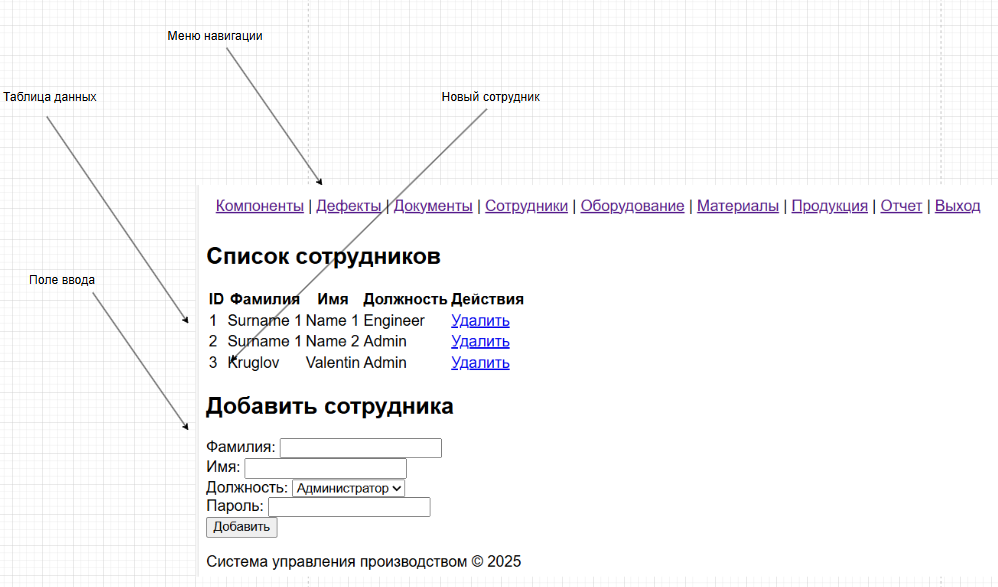 Меню навигации
Таблица данных
Новый сотрудник
Компоненты | Дефекты | Документы | Сотрудники | Оборудование | Материалы | Продукция | Отчет | Выход
Список сотрудников
Поле ввода
ID Фамилия Имя Должность Действия
1 Surname 1 Name 1 Engineer Удалить
2 Surname 1 Name 2 Admin Удалить
3 Kruglov Valentin Admin Удалить
Добавить сотрудника
Фамилия:
Имя:
Должность: Администратор
Пароль:
Добавить
Система управления производством © 2025